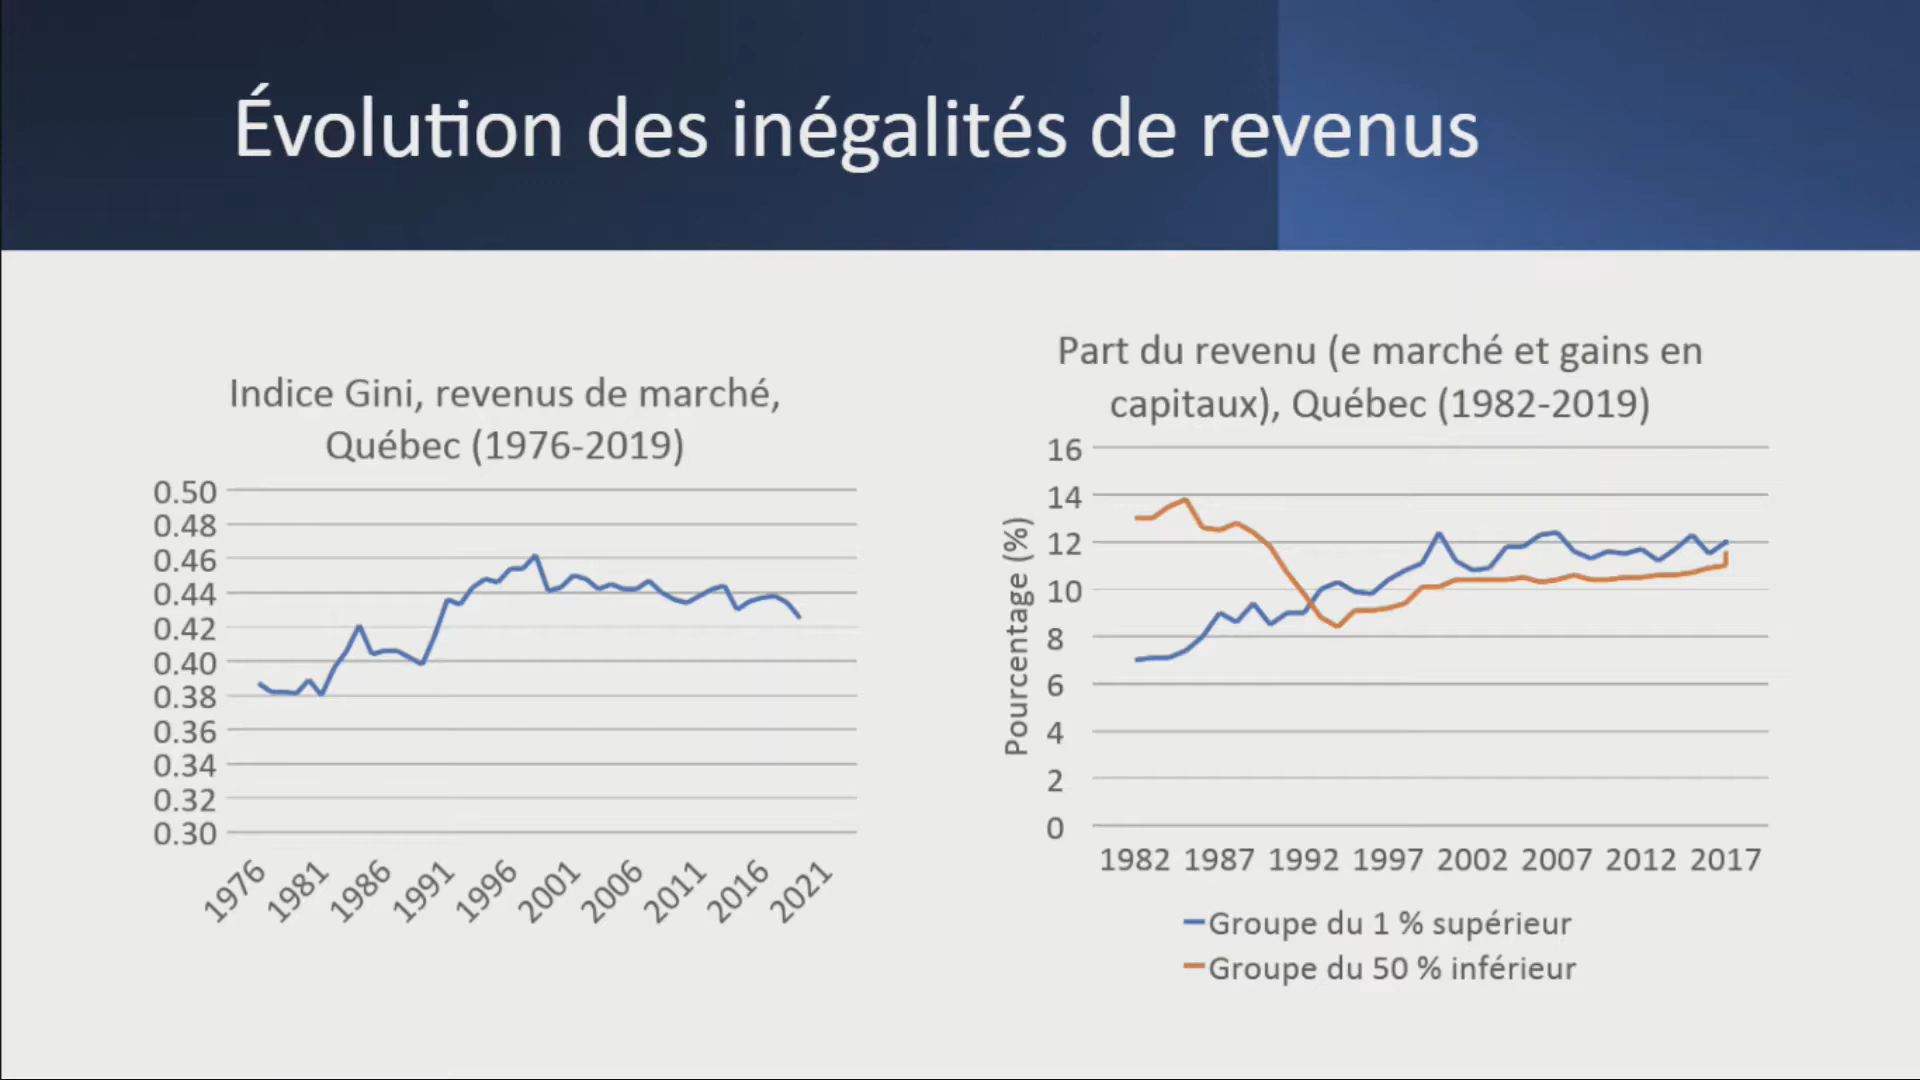 Évolution des inégalités de revenus
Indice Gini, revenus de marché,
Québec (1976-2019)
0.50
0.48
0.46
0.44
0.42
0.40
0.38
0.36
0.34
0.32
0.30
1976 1981 1986 1991 1996 2001 2006 2011 2016 2021
Part du revenu (e marché et gains en
capitaux), Québec (1982-2019)
Pourcentage (%)
16
14
12
10
8
6
4
2
0
1982 1987 1992 1997 2002 2007 2012 2017
Groupe du 1 % supérieur
Groupe du 50 % inférieur